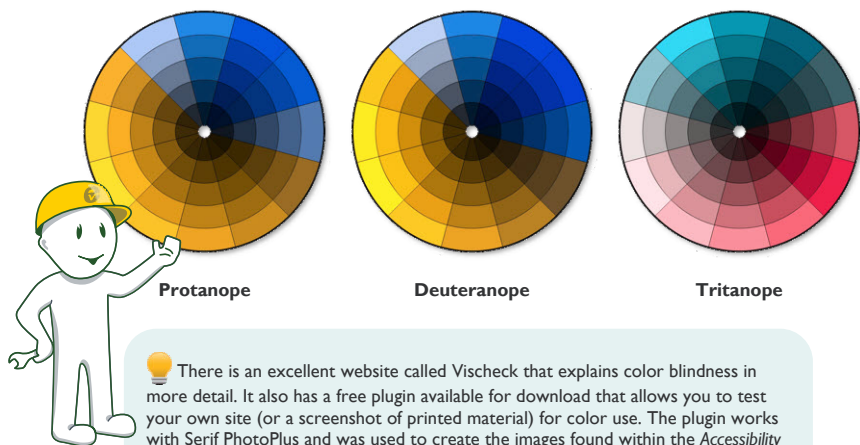 Protanope Deuteranope Tritanope
There is an excellent website called Vischeck that explains color blindness in
more detail. It also has a free plugin available for download that allows you to test
your own site (or a screenshot of printed material) for color use. The plugin works
with Serif PhotoPlus and was used to create the images found within the Accessibility